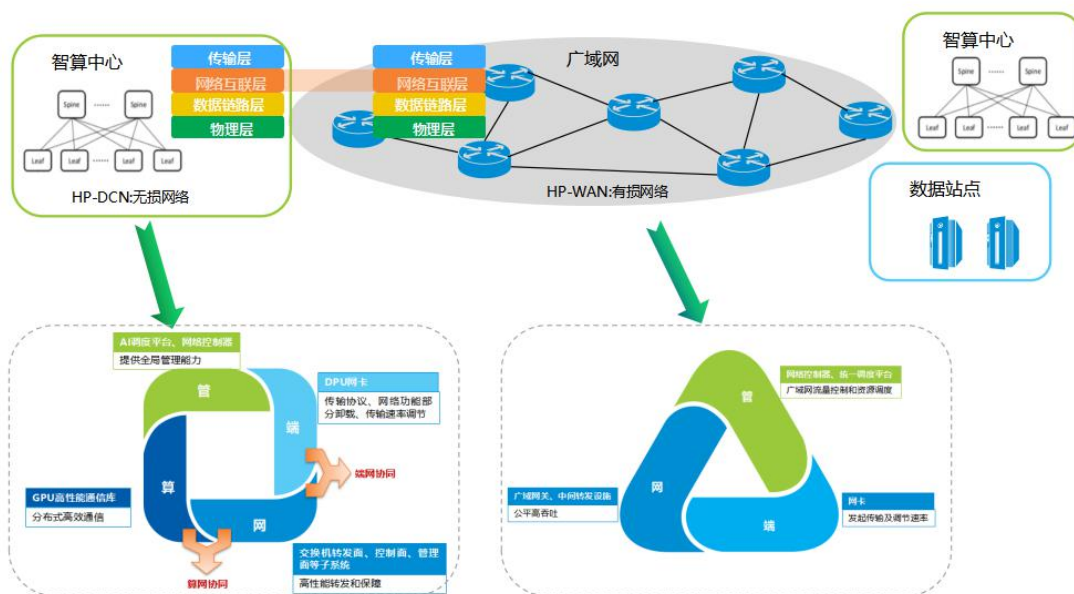 智算中心
Spine ...... Spine
Leaf Leaf ...... Leaf Leaf
HP-DCN:无损网络
传输层
网络互联层
数据链路层
物理层
传输层
网络互联层
数据链路层
物理层
广域网
HP-WAN:有损网络
智算中心
Spine ...... Spine
Leaf Leaf Leaf Leaf
数据站点
AI调度平台、网络控制器
提供全局管理能力
管
DPU网卡
传输协议、网络功能部
分卸载、传输速率调节
端
端网协同
算
GPU高性能通信库
分布式高效通信
网
交换机转发面、控制面、管理
面等子系统
高性能转发和保障
算网协同
网络控制器、统一调度平台
广域网流量控制和资源调度
管
广域网关、中间转发设施
公平高吞吐
网
网卡
发起传输及调节速率
端